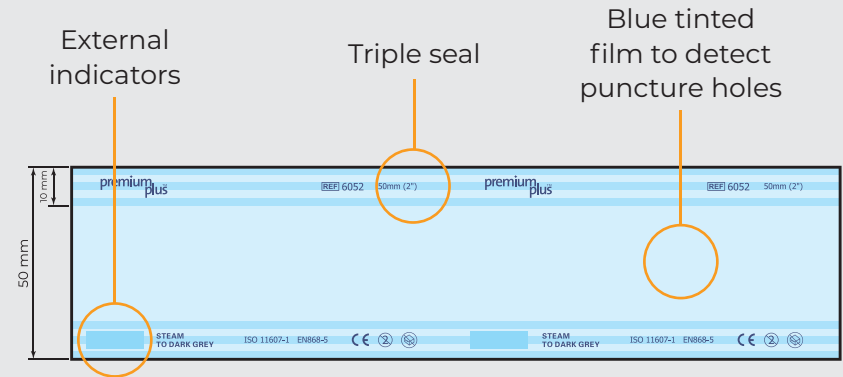 External
indicators
Triple seal
Blue tinted
film to detect
puncture holes
10 mm
50 mm
premium
plus
REF 6052 50mm (2")
premium
plus
REF 6052 50mm (2")
STEAM
TO DARK GREY
ISO 11607-1 EN868-5 CE 2
STEAM
TO DARK GREY
ISO 11607-1 EN868-5 CE 2